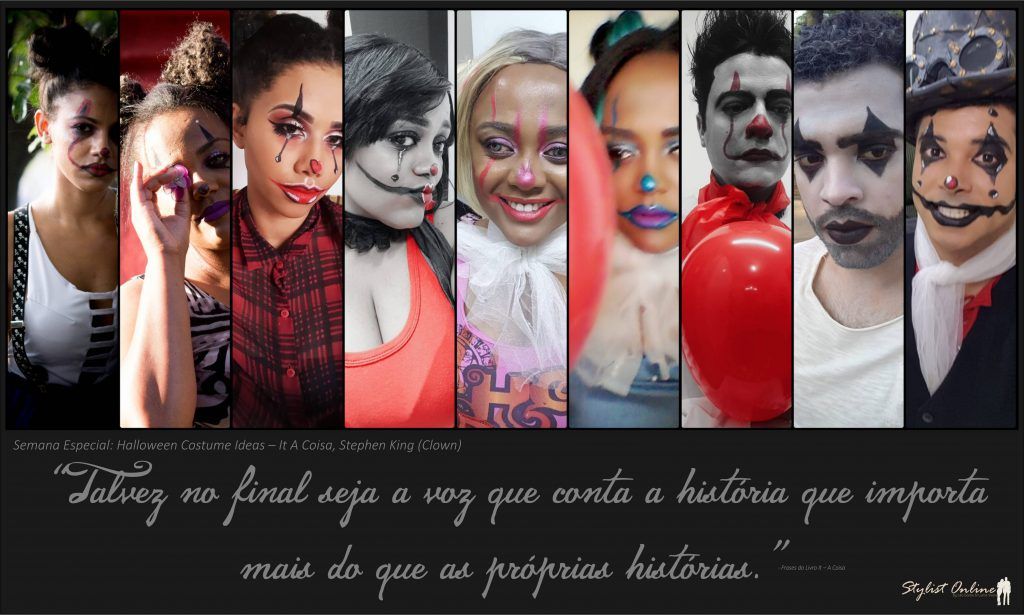 Semana Especial: Halloween Costume Ideas – It A Coisa, Stephen King (Clown)
“Talvez no final seja a voz que conta a história que importa
mais do que as próprias histórias.”
-Frases do Livro It – A Coisa
Stylist Online